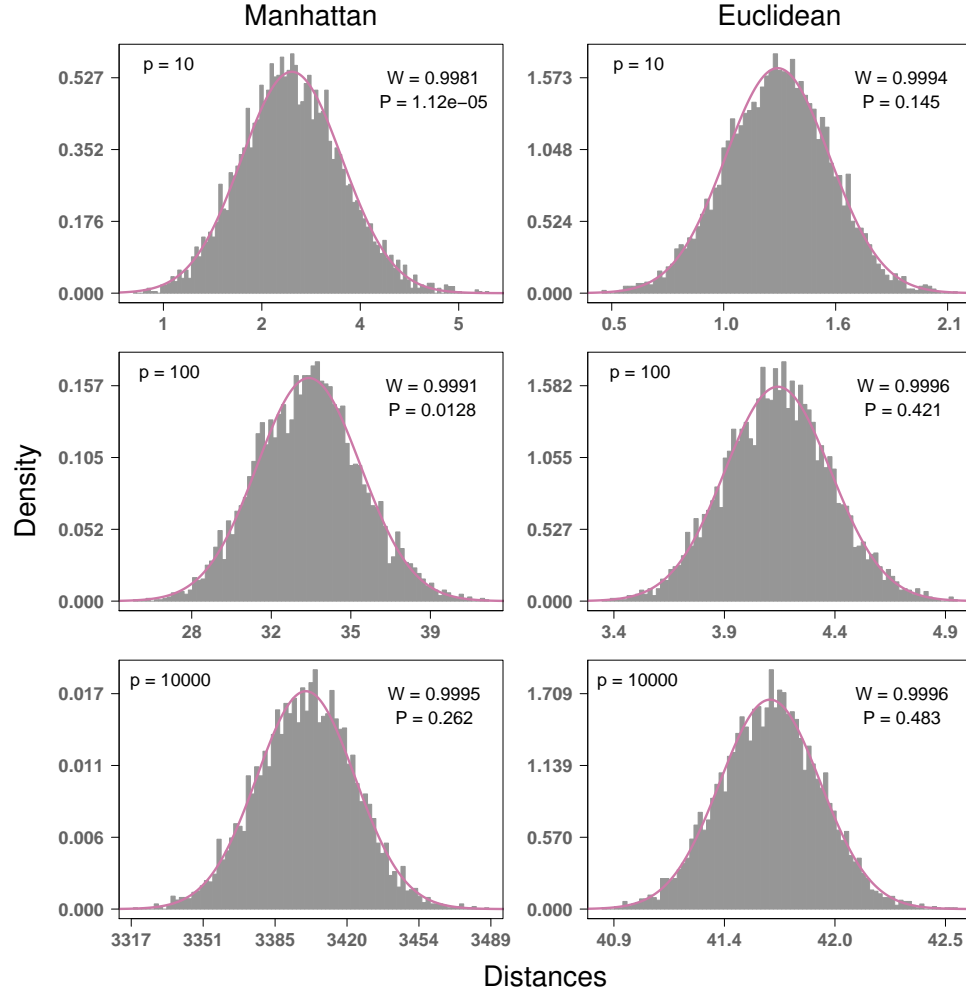 Manhattan
Euclidean
Density
p = 10
W = 0.9981
P = 1.12e−05
0.527
0.352
0.176
0.000
1 2 4 5
p = 10
W = 0.9994
P = 0.145
1.573
1.048
0.524
0.000
0.5 1.0 1.6 2.1
p = 100
W = 0.9991
P = 0.0128
0.157
0.105
0.052
0.000
28 32 35 39
p = 100
W = 0.9996
P = 0.421
1.582
1.055
0.527
0.000
3.4 3.9 4.4 4.9
p = 10000
W = 0.9995
P = 0.262
0.017
0.011
0.006
0.000
3317 3351 3385 3420 3454 3489
p = 10000
W = 0.9996
P = 0.483
1.709
1.139
0.570
0.000
40.9 41.4 42.0 42.5
Distances